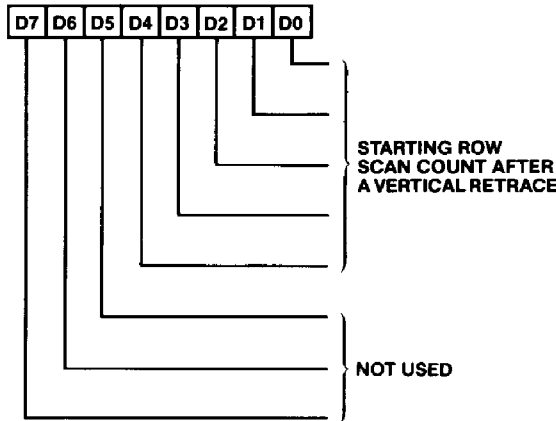 D7 D6 D5 D4 D3 D2 D1 D0
STARTING ROW
SCAN COUNT AFTER
A VERTICAL RETRACE
NOT USED